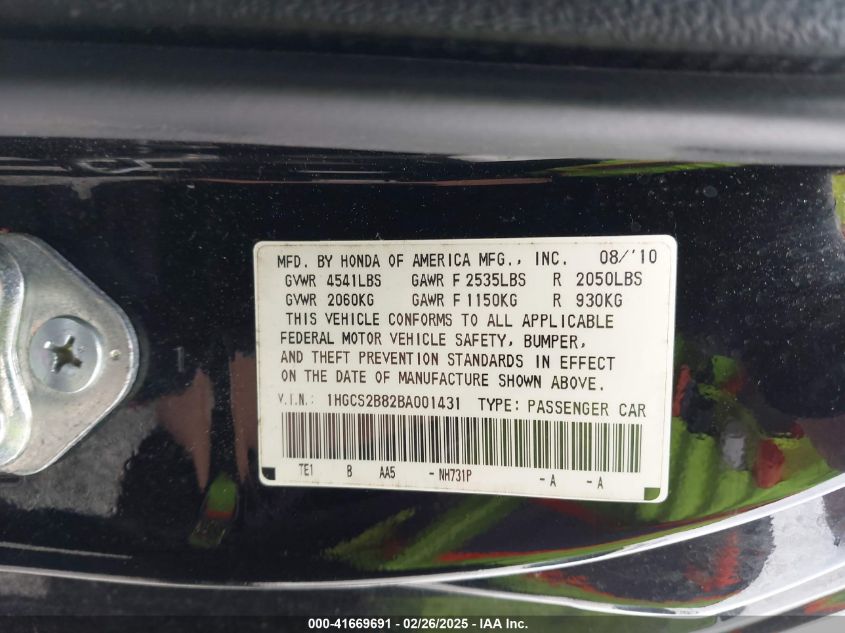 MFD. BY HONDA OF AMERICA MFG., INC. 08/'10
GVWR 4541LBS GAWR F 2535LBS R 2050LBS
GVWR 2060KG GAWR F 1150KG R 930KG
THIS VEHICLE CONFORMS TO ALL APPLICABLE
FEDERAL MOTOR VEHICLE SAFETY, BUMPER,
AND THEFT PREVENTION STANDARDS IN EFFECT
ON THE DATE OF MANUFACTURE SHOWN ABOVE.
V.I.N.: 1HGCS2B82BA001431 TYPE: PASSENGER CAR
TE1 B AA5 - NH731P - A - A
000-41669691 / 02/26/2025 - IAA Inc.